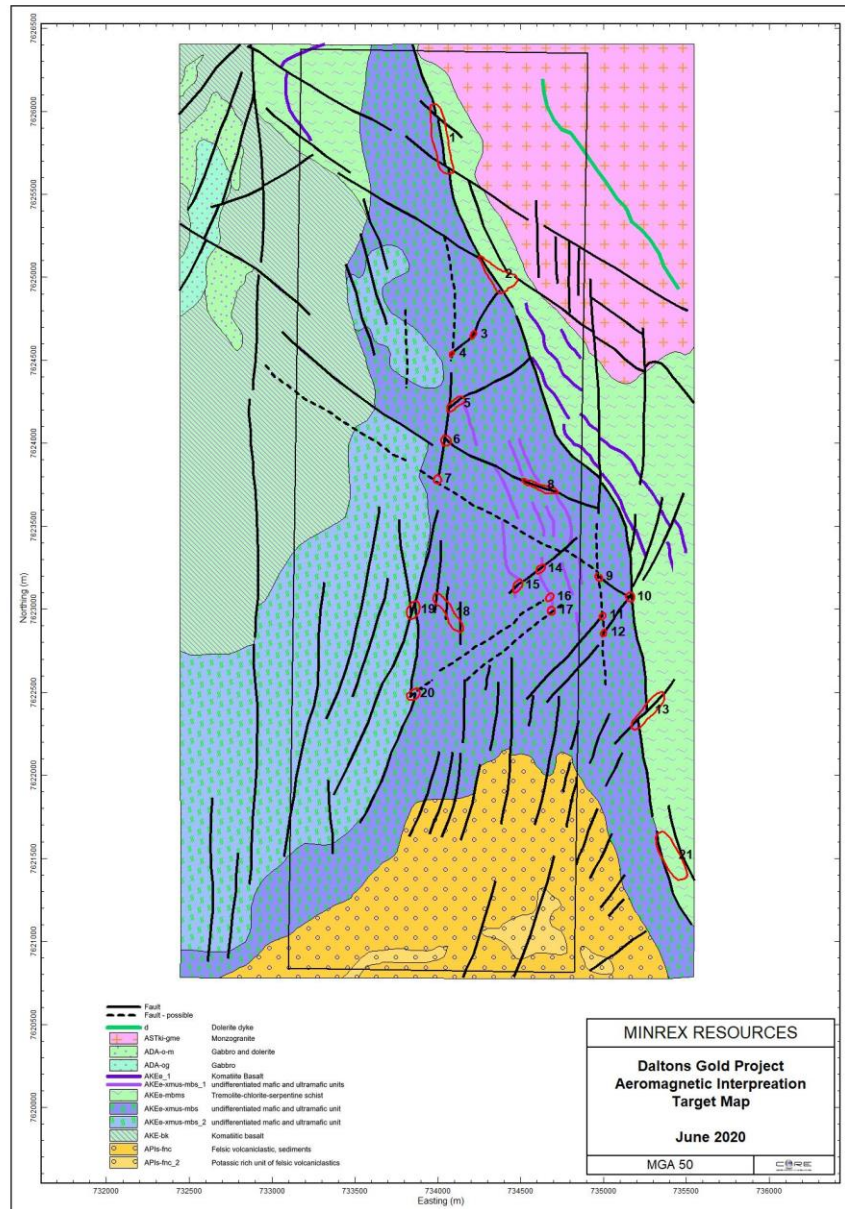 7626500
7626000
7625500
7625000
7624500
7624000
7623500
7623000
7622500
7622000
7621500
7621000
7620500
7620000
Northing (m)
1
2
3
4
5
6
7
8
9
10
11
12
13
14
15
16
17
18
19
20
21
Fault
Fault - possible
d Dolerite dyke
ASTki-gme Monzogranite
ADA-o-m Gabbro and dolerite
ADA-og Gabbro
AKEe_1 Komatiite Basalt
AKEe-xmus-mbs_1 undifferentiated mafic and ultramafic units
AKEe-mbms Tremolite-chlorite-serpentine schist
AKEe-xmus-mbs undifferentiated mafic and ultramafic unit
AKEe-xmus-mbs_2 undifferentiated mafic and ultramafic unit
AKE-bk Komatiitic basalt
APIs-fnc Felsic volcaniclastic, sediments
APIs-fnc_2 Potassic rich unit of felsic volcaniclastics
MINREX RESOURCES
Daltons Gold Project
Aeromagnetic Interpreation
Target Map
June 2020
MGA 50
CORE
732000 732500 733000 733500 734000 734500 735000 735500 736000
Easting (m)